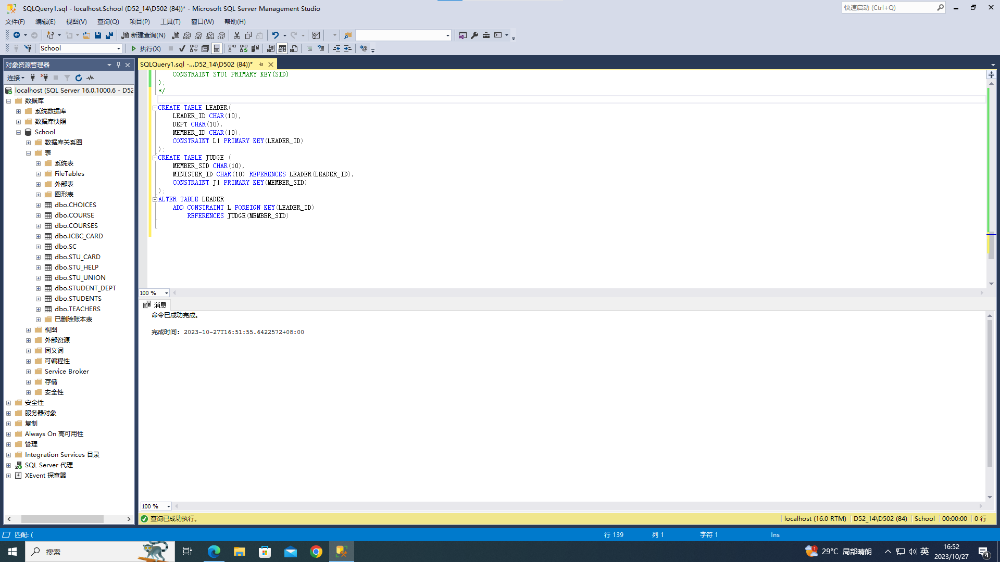 SQLQuery1.sql - localhost.School (D52_14\D502 (84))* - Microsoft SQL Server Management Studio
快速启动 (Ctrl+Q)
文件(F) 编辑(E) 视图(V) 查询(Q) 项目(P) 工具(T) 窗口(W) 帮助(H)
新建查询(N) MDX DMX XMLA DAX
School 执行(X)
对象资源管理器
SQLQuery1.sql -...D52_14\D502 (84))*
连接
localhost (SQL Server 16.0.1000.6 - D52
数据库
系统数据库
数据库快照
School
数据库关系图
表
系统表
FileTables
外部表
图形表
dbo.CHOICES
dbo.COURSE
dbo.COURSES
dbo.ICBC_CARD
dbo.SC
dbo.STU_CARD
dbo.STU_HELP
dbo.STU_UNION
dbo.STUDENT_DEPT
dbo.STUDENTS
dbo.TEACHERS
已删除账本表
视图
外部资源
同义词
可编程性
Service Broker
存储
安全性
安全性
服务器对象
复制
Always On 高可用性
管理
Integration Services 目录
SQL Server 代理
XEvent 探查器
CONSTRAINT STU1 PRIMARY KEY(SID)
);
*/
CREATE TABLE LEADER(
LEADER_ID CHAR(10),
DEPT CHAR(10),
MEMBER_ID CHAR(10),
CONSTRAINT L1 PRIMARY KEY(LEADER_ID)
);
CREATE TABLE JUDGE (
MEMBER_SID CHAR(10),
MINISTER_ID CHAR(10) REFERENCES LEADER(LEADER_ID),
CONSTRAINT J1 PRIMARY KEY(MEMBER_SID)
);
ALTER TABLE LEADER
ADD CONSTRAINT L FOREIGN KEY(LEADER_ID)
REFERENCES JUDGE(MEMBER_SID)
100 %
消息
命令已成功完成。
完成时间: 2023-10-27T16:51:55.6422572+08:00
100 %
查询已成功执行。
localhost (16.0 RTM) D52_14\D502 (84) School 00:00:00 0 行
匹配: ( 行 139 列 1 字符 1 Ins
搜索
1 29°C 局部晴朗 英 16:52
2023/10/27 4